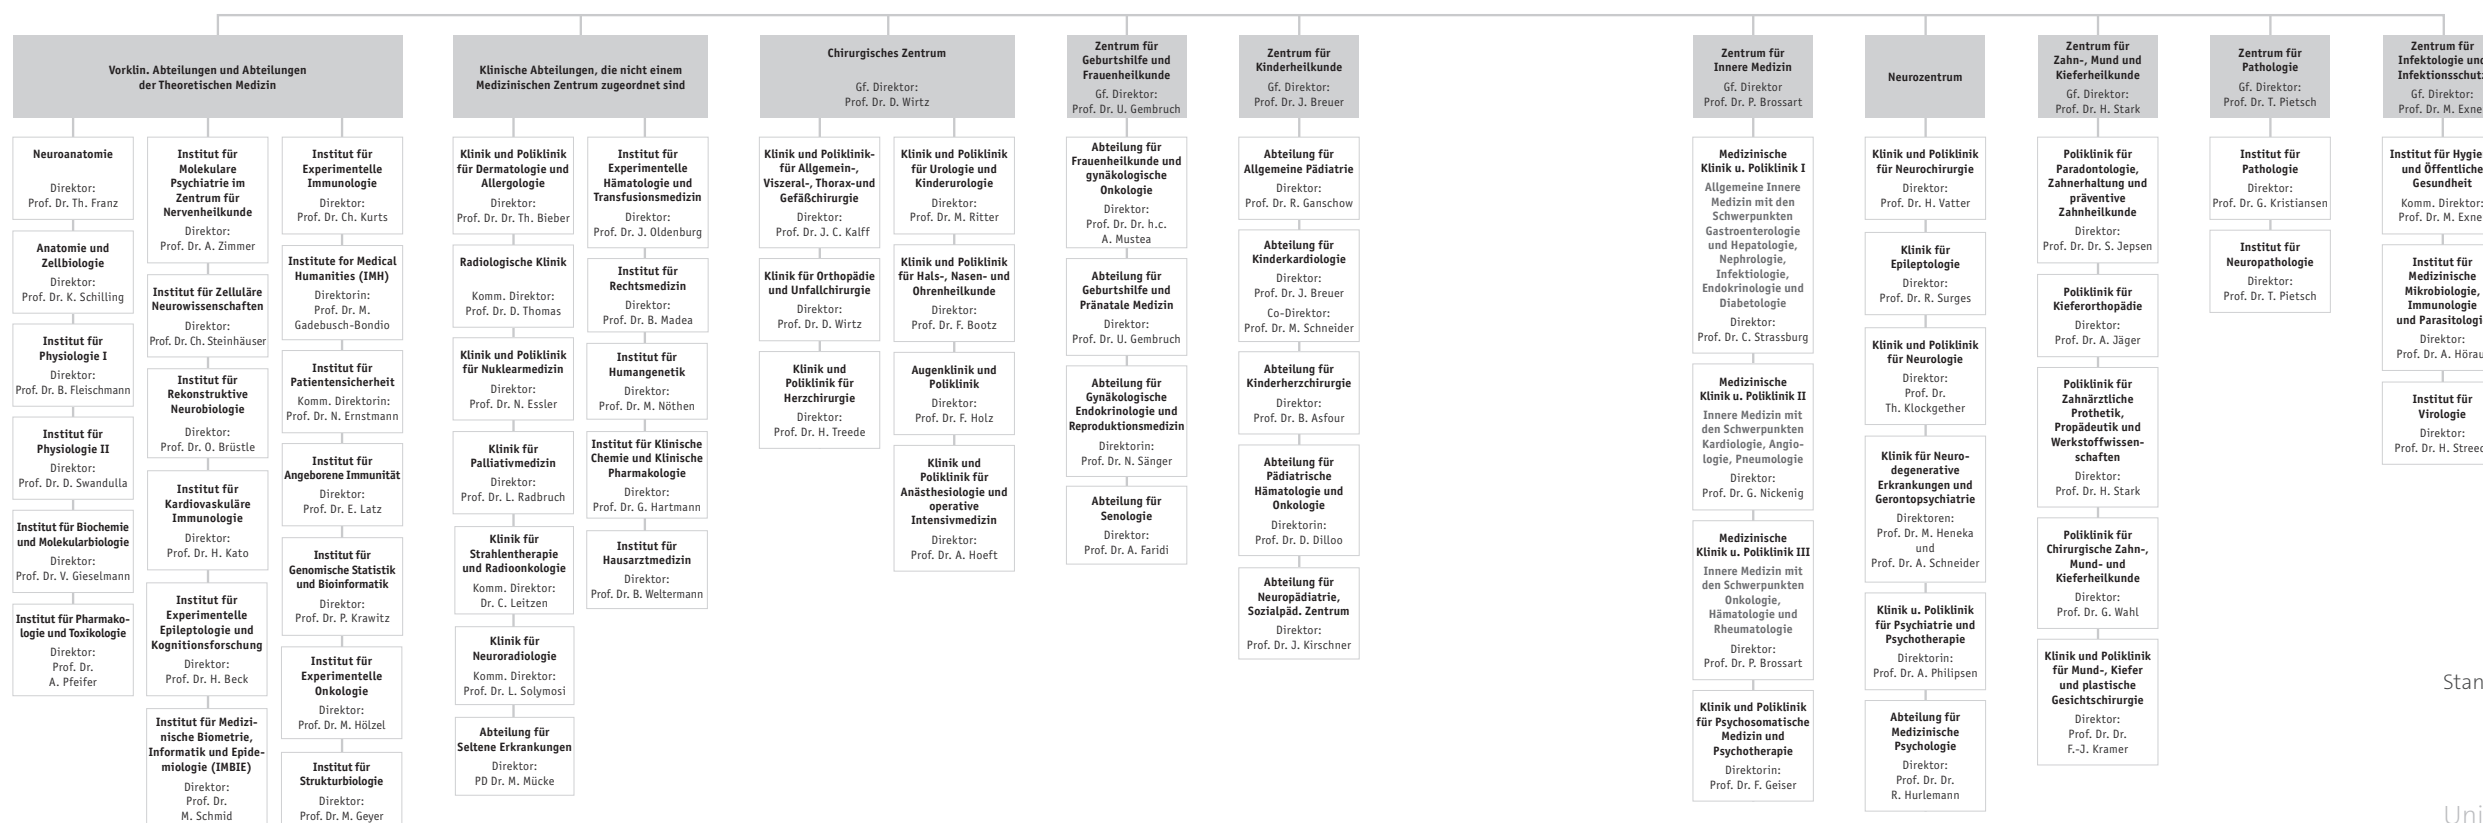 Vorklin. Abteilungen und Abteilungen
der Theoretischen Medizin
Neuroanatomie
Direktor:
Prof. Dr. Th. Franz
Anatomie und
Zellbiologie
Direktor:
Prof. Dr. K. Schilling
Institut für
Physiologie I
Direktor:
Prof. Dr. B. Fleischmann
Institut für
Physiologie II
Direktor:
Prof. Dr. D. Swandulla
Institut für Biochemie
und Molekularbiologie
Direktor:
Prof. Dr. V. Gieselmann
Institut für Pharmako-
logie und Toxikologie
Direktor:
Prof. Dr.
A. Pfeifer
Institut für
Molekulare
Psychiatrie im
Zentrum für
Nervenheilkunde
Direktor:
Prof. Dr. A. Zimmer
Institut für Zelluläre
Neurowissenschaften
Direktor:
Prof. Dr. Ch. Steinhäuser
Institut für
Rekonstruktive
Neurobiologie
Direktor:
Prof. Dr. O. Brüstle
Institut für
Kardiovaskuläre
Immunologie
Direktor:
Prof. Dr. H. Kato
Institut für
Experimentelle
Epileptologie und
Kognitionsforschung
Direktor:
Prof. Dr. H. Beck
Institut für Medizi-
nische Biometrie,
Informatik und Epide-
miologie (IMBIE)
Direktor:
Prof. Dr.
M. Schmid
Institut für
Experimentelle
Immunologie
Direktor:
Prof. Dr. Ch. Kurts
Institute for Medical
Humanities (IMH)
Direktorin:
Prof. Dr. M.
Gadebusch-Bondio
Institut für
Patientensicherheit
Komm. Direktorin:
Prof. Dr. N. Ernstmann
Institut für
Angeborene Immunität
Direktor:
Prof. Dr. E. Latz
Institut für
Genomische Statistik
und Bioinformatik
Direktor:
Prof. Dr. P. Krawitz
Institut für
Experimentelle
Onkologie
Direktor:
Prof. Dr. M. Hölzel
Institut für
Strukturbiologie
Direktor:
Prof. Dr. M. Geyer
Klinische Abteilungen, die nicht einem
Medizinischen Zentrum zugeordnet sind
Klinik und Poliklinik
für Dermatologie und
Allergologie
Direktor:
Prof. Dr. Dr. Th. Bieber
Radiologische Klinik
Komm. Direktor:
Prof. Dr. D. Thomas
Klinik und Poliklinik
für Nuklearmedizin
Direktor:
Prof. Dr. N. Essler
Klinik für
Palliativmedizin
Direktor:
Prof. Dr. L. Radbruch
Klinik für
Strahlentherapie
und Radioonkologie
Komm. Direktor:
Dr. C. Leitzen
Klinik für
Neuroradiologie
Komm. Direktor:
Prof. Dr. L. Solymosi
Abteilung für
Seltene Erkrankungen
Direktor:
PD Dr. M. Mücke
Institut für
Experimentelle
Hämatologie und
Transfusionsmedizin
Direktor:
Prof. Dr. J. Oldenburg
Institut für
Rechtsmedizin
Direktor:
Prof. Dr. B. Madea
Institut für
Humangenetik
Direktor:
Prof. Dr. M. Nöthen
Institut für Klinische
Chemie und Klinische
Pharmakologie
Direktor:
Prof. Dr. G. Hartmann
Institut für
Hausarztmedizin
Direktor:
Prof. Dr. B. Weltermann
Chirurgisches Zentrum
Gf. Direktor:
Prof. Dr. D. Wirtz
Klinik und Poliklinik-
für Allgemein-,
Viszeral-, Thorax-und
Gefäßchirurgie
Direktor:
Prof. Dr. J. C. Kalff
Klinik für Orthopädie
und Unfallchirurgie
Direktor:
Prof. Dr. D. Wirtz
Klinik und
Poliklinik für
Herzchirurgie
Direktor:
Prof. Dr. H. Treede
Klinik und Poliklinik
für Urologie und
Kinderurologie
Direktor:
Prof. Dr. M. Ritter
Klinik und Poliklinik
für Hals-, Nasen- und
Ohrenheilkunde
Direktor:
Prof. Dr. F. Bootz
Augenklinik und
Poliklinik
Direktor:
Prof. Dr. F. Holz
Klinik und
Poliklinik für
Anästhesiologie und
operative
Intensivmedizin
Direktor:
Prof. Dr. A. Hoeft
Zentrum für
Geburtshilfe und
Frauenheilkunde
Gf. Direktor:
Prof. Dr. U. Gembruch
Abteilung für
Frauenheilkunde und
gynäkologische
Onkologie
Direktor:
Prof. Dr. Dr. h.c.
A. Mustea
Abteilung für
Geburtshilfe und
Pränatale Medizin
Direktor:
Prof. Dr. U. Gembruch
Abteilung für
Gynäkologische
Endokrinologie und
Reproduktionsmedizin
Direktorin:
Prof. Dr. N. Sänger
Abteilung für
Senologie
Direktor:
Prof. Dr. A. Faridi
Zentrum für
Kinderheilkunde
Gf. Direktor:
Prof. Dr. J. Breuer
Abteilung für
Allgemeine Pädiatrie
Direktor:
Prof. Dr. R. Ganschow
Abteilung für
Kinderkardiologie
Direktor:
Prof. Dr. J. Breuer
Co-Direktor:
Prof. Dr. M. Schneider
Abteilung für
Kinderherzchirurgie
Direktor:
Prof. Dr. B. Asfour
Abteilung für
Pädiatrische
Hämatologie und
Onkologie
Direktorin:
Prof. Dr. D. Dilloo
Abteilung für
Neuropädiatrie,
Sozialpäd. Zentrum
Direktor:
Prof. Dr. J. Kirschner
Zentrum für
Innere Medizin
Gf. Direktor
Prof. Dr. P. Brossart
Medizinische
Klinik u. Poliklinik I
Allgemeine Innere
Medizin mit den
Schwerpunkten
Gastroenterologie
und Hepatologie,
Nephrologie,
Infektiologie,
Endokrinologie und
Diabetologie
Direktor:
Prof. Dr. C. Strassburg
Medizinische
Klinik u. Poliklinik II
Innere Medizin mit
den Schwerpunkten
Kardiologie, Angio-
logie, Pneumologie
Direktor:
Prof. Dr. G. Nickenig
Medizinische
Klinik u. Poliklinik III
Innere Medizin mit
den Schwerpunkten
Onkologie,
Hämatologie und
Rheumatologie
Direktor:
Prof. Dr. P. Brossart
Klinik und Poliklinik
für Psychosomatische
Medizin und
Psychotherapie
Direktorin:
Prof. Dr. F. Geiser
Neurozentrum
Klinik und Poliklinik
für Neurochirurgie
Direktor:
Prof. Dr. H. Vatter
Klinik für
Epileptologie
Direktor:
Prof. Dr. R. Surges
Klinik und Poliklinik
für Neurologie
Direktor:
Prof. Dr.
Th. Klockgether
Klinik für Neuro-
degenerative
Erkrankungen und
Gerontopsychiatrie
Direktoren:
Prof. Dr. M. Heneka
und
Prof. Dr. A. Schneider
Klinik u. Poliklinik
für Psychiatrie und
Psychotherapie
Direktorin:
Prof. Dr. A. Philipsen
Abteilung für
Medizinische
Psychologie
Direktor:
Prof. Dr. Dr.
R. Hurlemann
Zentrum für
Zahn-, Mund und
Kieferheilkunde
Gf. Direktor:
Prof. Dr. H. Stark
Poliklinik für
Paradontologie,
Zahnerhaltung und
präventive
Zahnheilkunde
Direktor:
Prof. Dr. Dr. S. Jepsen
Poliklinik für
Kieferorthopädie
Direktor:
Prof. Dr. A. Jäger
Poliklinik für
Zahnärztliche
Prothetik,
Propädeutik und
Werkstoffwissen-
schaften
Direktor:
Prof. Dr. H. Stark
Poliklinik für
Chirurgische Zahn-,
Mund- und
Kieferheilkunde
Direktor:
Prof. Dr. G. Wahl
Klinik und Poliklinik
für Mund-, Kiefer
und plastische
Gesichtschirurgie
Direktor:
Prof. Dr. Dr.
F.-J. Kramer
Zentrum für
Pathologie
Gf. Direktor:
Prof. Dr. T. Pietsch
Institut für
Pathologie
Direktor:
Prof. Dr. G. Kristiansen
Institut für
Neuropathologie
Direktor:
Prof. Dr. T. Pietsch
Zentrum für
Infektologie und
Infektionsschutz
Gf. Direktor:
Prof. Dr. M. Exne
Institut für Hygie
und Öffentliche
Gesundheit
Komm. Direktor:
Prof. Dr. M. Exne
Institut für
Medizinische
Mikrobiologie,
Immunologie
und Parasitologi
Direktor:
Prof. Dr. A. Hörau
Institut für
Virologie
Direktor:
Prof. Dr. H. Streec
Stan
Uni